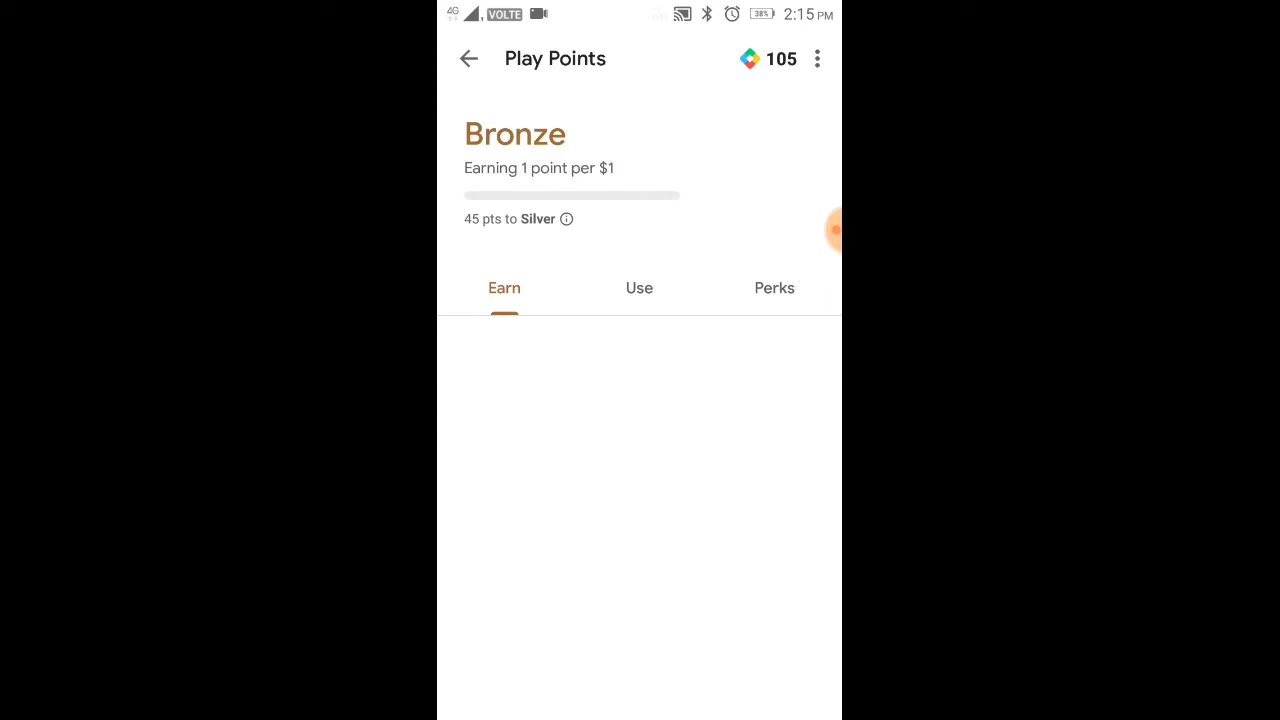 4G VOLTE 38% 2:15 PM
Play Points 105
Bronze
Earning 1 point per $1
45 pts to Silver
Earn Use Perks